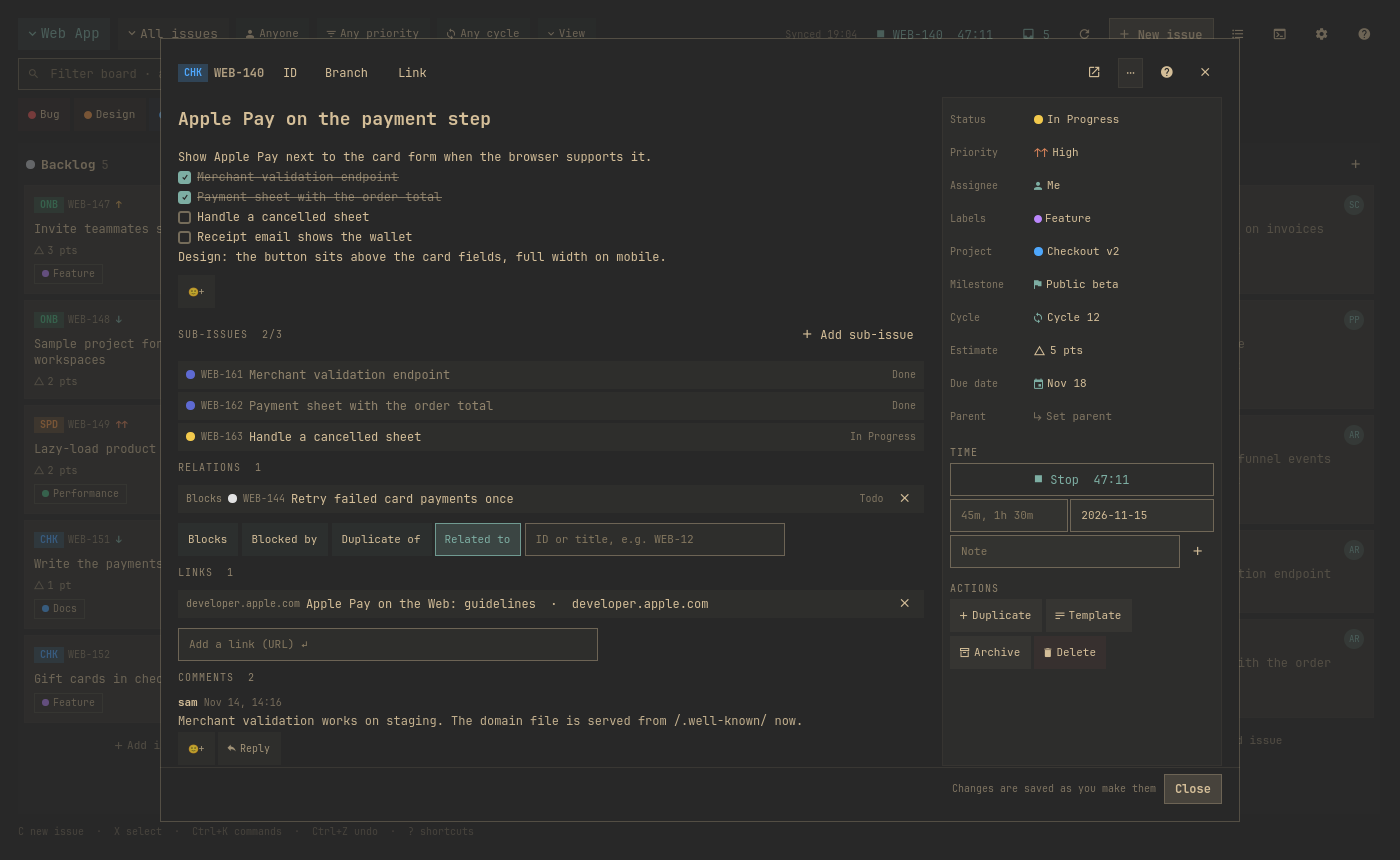 Web App All issues Anyone Any priority Any cycle View Synced 19:04 WEB-140 47:11 5 + New issue
Filter board ·
Bug Design
Backlog 5
ONB WEB-147 ↑
Invite teammates
3 pts
Feature
ONB WEB-148 ↓
Sample project for
workspaces
2 pts
SPD WEB-149 ↑↑
Lazy-load product
2 pts
Performance
CHK WEB-151 ↓
Write the payments
1 pt
Docs
CHK WEB-152
Gift cards in
Feature
+ Add
CHK WEB-140 ID Branch Link
Apple Pay on the payment step
Show Apple Pay next to the card form when the browser supports it.
Merchant validation endpoint
Payment sheet with the order total
Handle a cancelled sheet
Receipt email shows the wallet
Design: the button sits above the card fields, full width on mobile.
SUB-ISSUES 2/3 + Add sub-issue
WEB-161 Merchant validation endpoint Done
WEB-162 Payment sheet with the order total Done
WEB-163 Handle a cancelled sheet In Progress
RELATIONS 1
Blocks WEB-144 Retry failed card payments once Todo
Blocks Blocked by Duplicate of Related to ID or title, e.g. WEB-12
LINKS 1
developer.apple.com Apple Pay on the Web: guidelines · developer.apple.com
Add a link (URL) ↵
COMMENTS 2
sam Nov 14, 14:16
Merchant validation works on staging. The domain file is served from /.well-known/ now.
Reply
Status In Progress
Priority ↑↑ High
Assignee Me
Labels Feature
Project Checkout v2
Milestone Public beta
Cycle Cycle 12
Estimate 5 pts
Due date Nov 18
Parent Set parent
TIME
Stop 47:11
45m, 1h 30m 2026-11-15
Note +
ACTIONS
+ Duplicate Template
Archive Delete
Changes are saved as you make them Close
+
SC
on invoices
PP
AR
funnel events
AR
endpoint
AR
the order
issue
C new issue · X select · Ctrl+K commands · Ctrl+Z undo · ? shortcuts